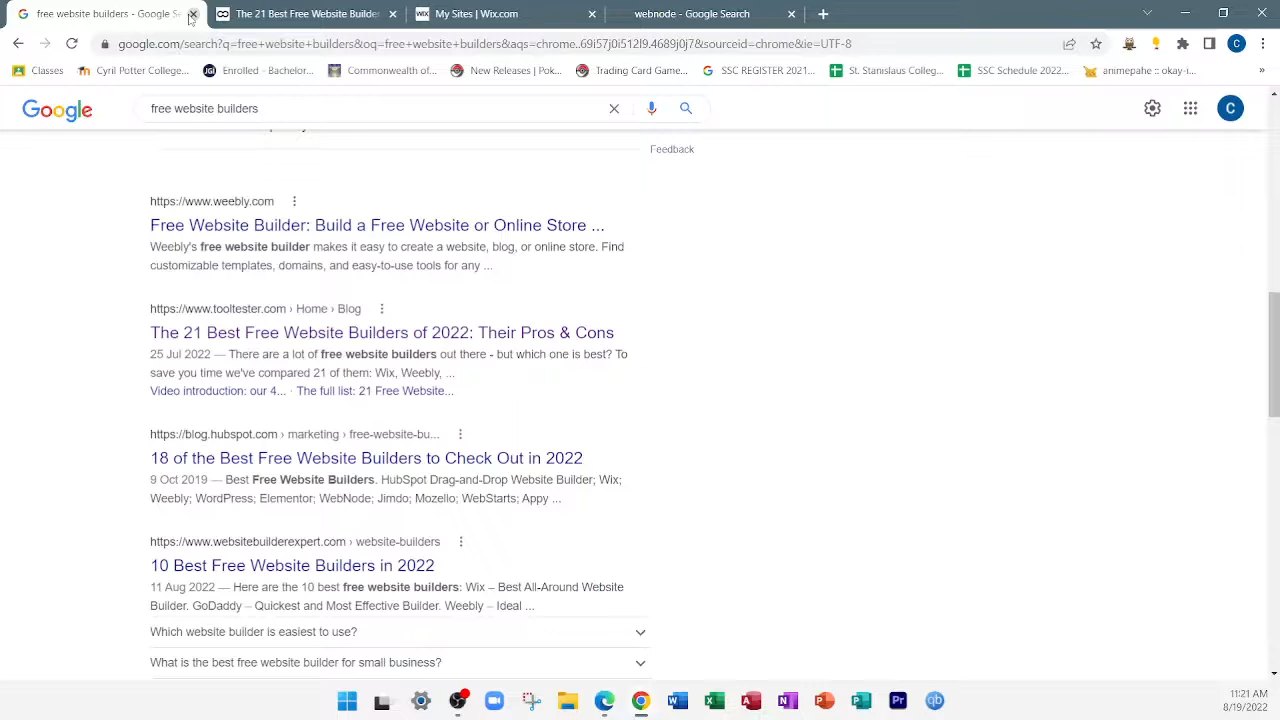 free website builders - Google Se
The 21 Best Free Website Builder
My Sites | Wix.com
webnode - Google Search
google.com/search?q=free+website+builders&oq=free+website+builders&aqs=chrome..69i57j0i512l9.4689j0j7&sourceid=chrome&ie=UTF-8
Classes
Cyril Potter College...
Enrolled - Bachelor...
Commonwealth of...
New Releases | Pok...
Trading Card Game...
SSC REGISTER 2021...
St. Stanislaus Colleg...
SSC Schedule 2022...
animepahe :: okay-i...
Google
free website builders
C
Feedback
https://www.weebly.com
Free Website Builder: Build a Free Website or Online Store ...
Weebly's free website builder makes it easy to create a website, blog, or online store. Find
customizable templates, domains, and easy-to-use tools for any ...
https://www.tooltester.com › Home › Blog
The 21 Best Free Website Builders of 2022: Their Pros & Cons
25 Jul 2022 — There are a lot of free website builders out there - but which one is best? To
save you time we've compared 21 of them: Wix, Weebly, ...
Video introduction: our 4... · The full list: 21 Free Website...
https://blog.hubspot.com › marketing › free-website-bu...
18 of the Best Free Website Builders to Check Out in 2022
9 Oct 2019 — Best Free Website Builders. HubSpot Drag-and-Drop Website Builder; Wix;
Weebly; WordPress; Elementor; WebNode; Jimdo; Mozello; WebStarts; Appy ...
https://www.websitebuilderexpert.com › website-builders
10 Best Free Website Builders in 2022
11 Aug 2022 — Here are the 10 best free website builders: Wix – Best All-Around Website
Builder. GoDaddy – Quickest and Most Effective Builder. Weebly – Ideal ...
Which website builder is easiest to use?
What is the best free website builder for small business?
11:21 AM
8/19/2022